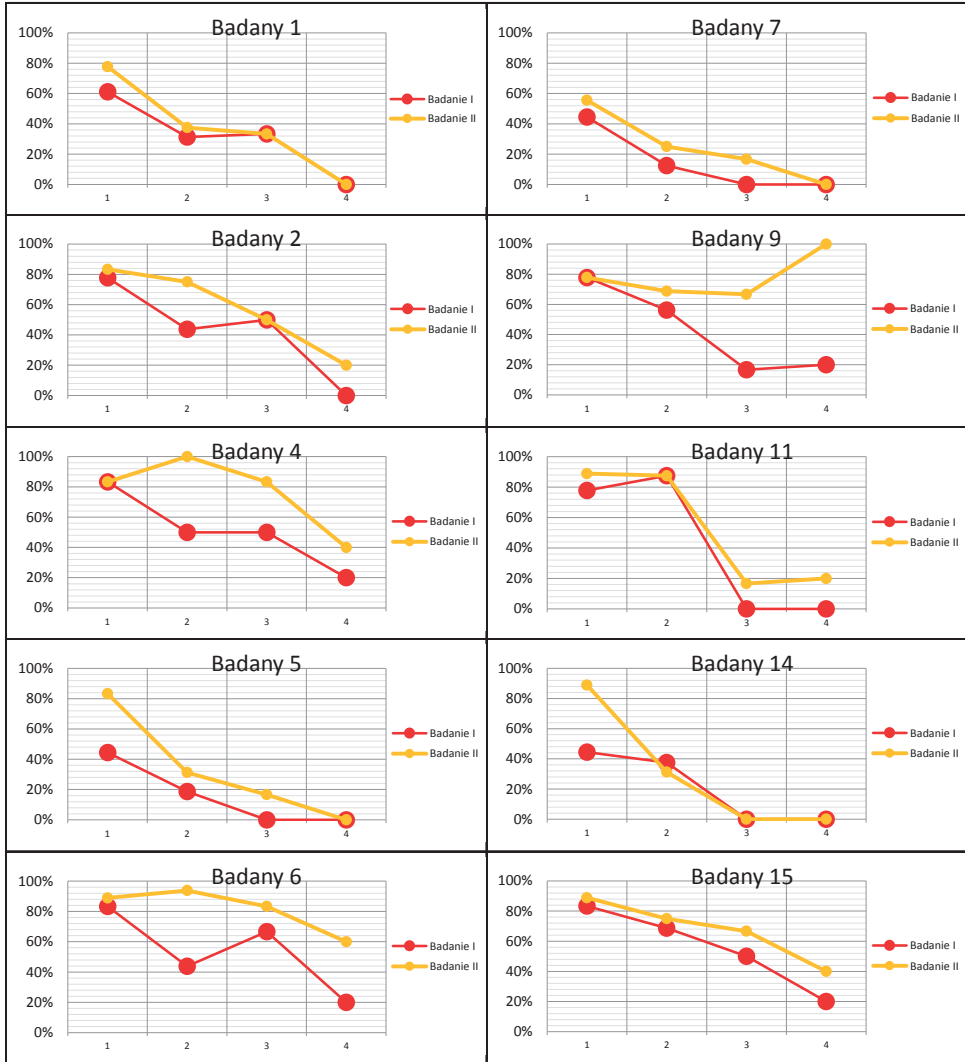 Badany 1
100%
80%
60%
40%
20%
0%
1 2 3 4
Badanie I
Badanie II
Badany 7
100%
80%
60%
40%
20%
0%
1 2 3 4
Badanie I
Badanie II
Badany 2
100%
80%
60%
40%
20%
0%
1 2 3 4
Badanie I
Badanie II
Badany 9
100%
80%
60%
40%
20%
0%
1 2 3 4
Badanie I
Badanie II
Badany 4
100%
80%
60%
40%
20%
0%
1 2 3 4
Badanie I
Badanie II
Badany 11
100%
80%
60%
40%
20%
0%
1 2 3 4
Badanie I
Badanie II
Badany 5
100%
80%
60%
40%
20%
0%
1 2 3 4
Badanie I
Badanie II
Badany 14
100%
80%
60%
40%
20%
0%
1 2 3 4
Badanie I
Badanie II
Badany 6
100%
80%
60%
40%
20%
0%
1 2 3 4
Badanie I
Badanie II
Badany 15
100%
80%
60%
40%
20%
0%
1 2 3 4
Badanie I
Badanie II